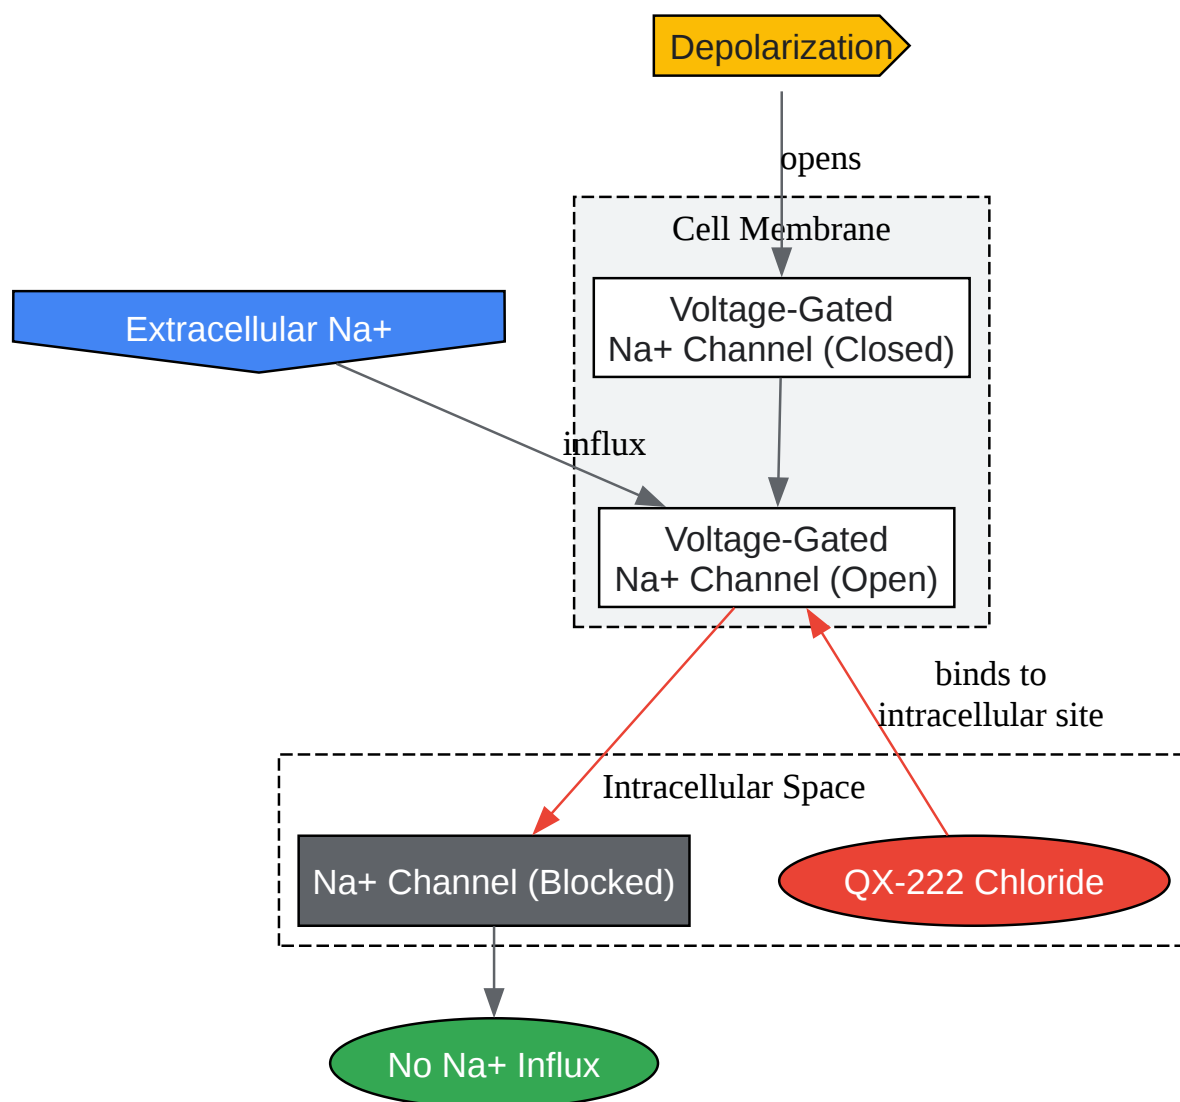 Depolarization
opens
Cell Membrane
Voltage-Gated
Na+ Channel (Closed)
Extracellular Na+
influx
Voltage-Gated
Na+ Channel (Open)
binds to
intracellular site
Intracellular Space
Na+ Channel (Blocked)
QX-222 Chloride
No Na+ Influx